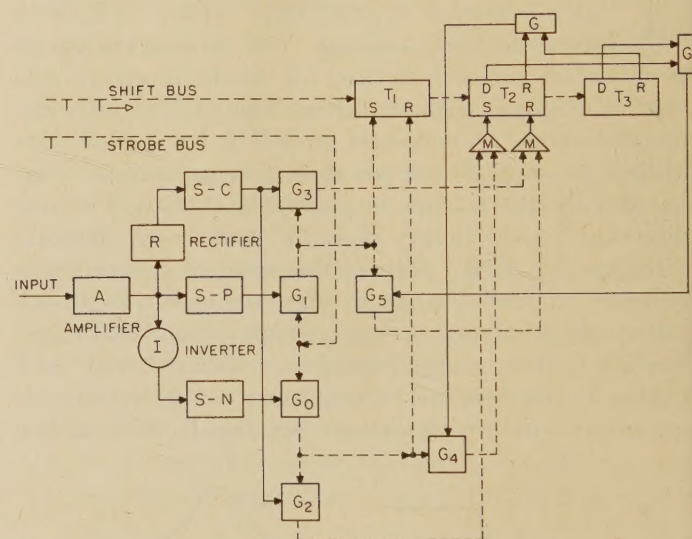 G
G
D R
T₂
S R
D R
T₃
SHIFT BUS
T T
T₁
S R
STROBE BUS
T T
M
M
S-C
G₃
R
RECTIFIER
INPUT
A
AMPLIFIER
S-P
G₁
G₅
I
INVERTER
S-N
G₀
G₄
G₂